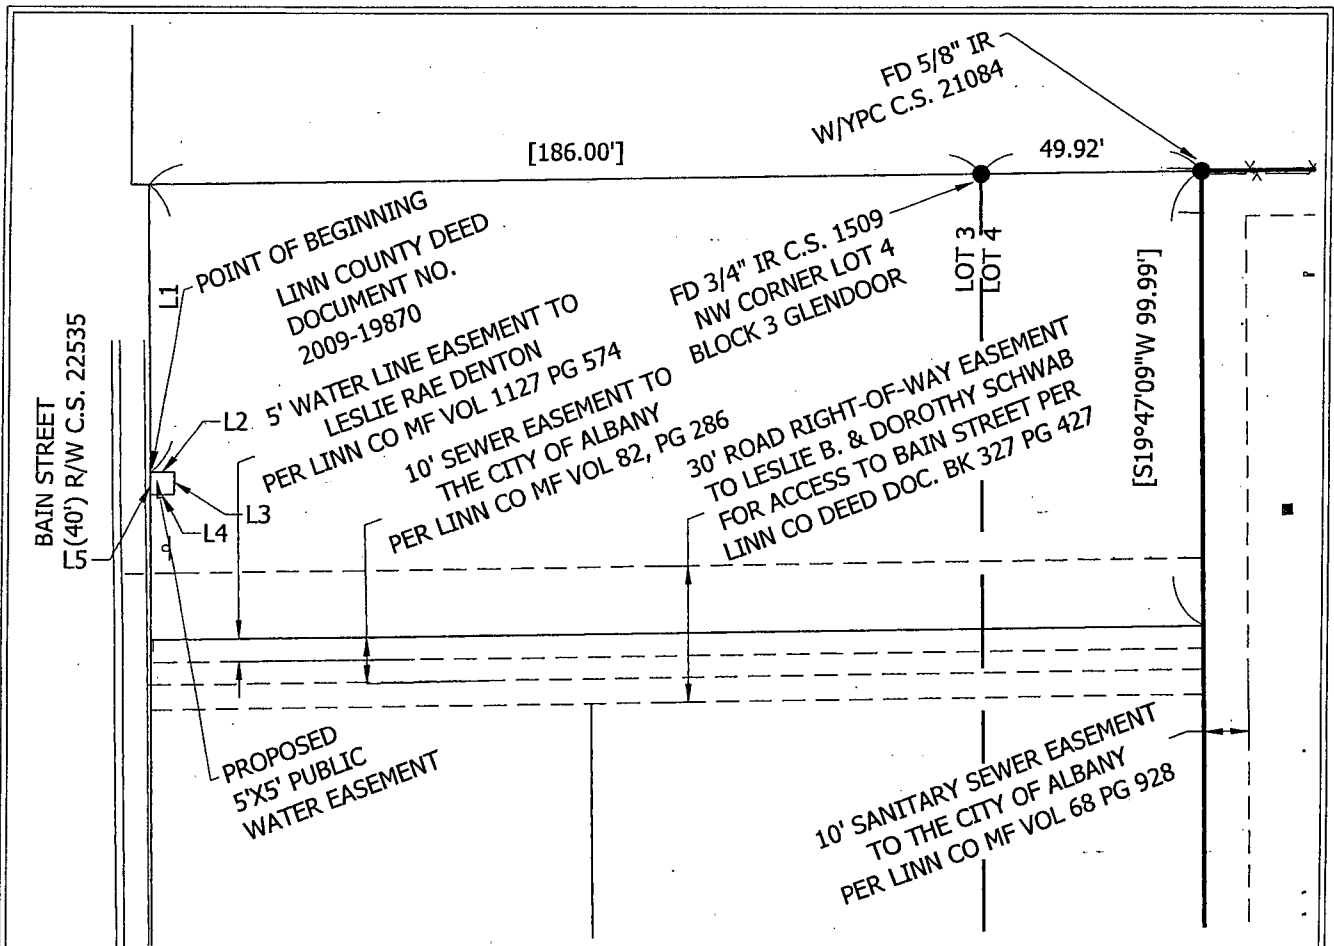 FD 5/8" IR
W/YPC C.S. 21084
[186.00']
49.92'
POINT OF BEGINNING
LINN COUNTY DEED
DOCUMENT NO.
2009-19870
L1
FD 3/4" IR C.S. 1509
NW CORNER LOT 4
BLOCK 3 GLENDOOR
LOT 3
LOT 4
[S19°47'09"W 99.99']
BAIN STREET
(40') R/W C.S. 22535
5' WATER LINE EASEMENT TO
LESLIE RAE DENTON
PER LINN CO MF VOL 1127 PG 574
10' SEWER EASEMENT TO
THE CITY OF ALBANY
PER LINN CO MF VOL 82, PG 286
30' ROAD RIGHT-OF-WAY EASEMENT
TO LESLIE B. & DOROTHY SCHWAB
FOR ACCESS TO BAIN STREET PER
LINN CO DEED DOC. BK 327 PG 427
L2
L3
L4
L5
PROPOSED
5'X5' PUBLIC
WATER EASEMENT
10' SANITARY SEWER EASEMENT
TO THE CITY OF ALBANY
PER LINN CO MF VOL 68 PG 928